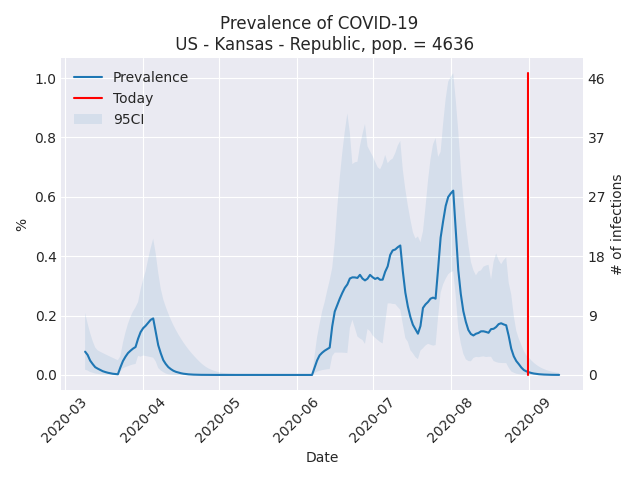 Prevalence of COVID-19
US - Kansas - Republic, pop. = 4636
Prevalence
Today
95CI
1.0
0.8
0.6
0.4
0.2
0.0
%
46
37
27
18
9
0
# of infections
2020-03
2020-04
2020-05
2020-06
2020-07
2020-08
2020-09
Date